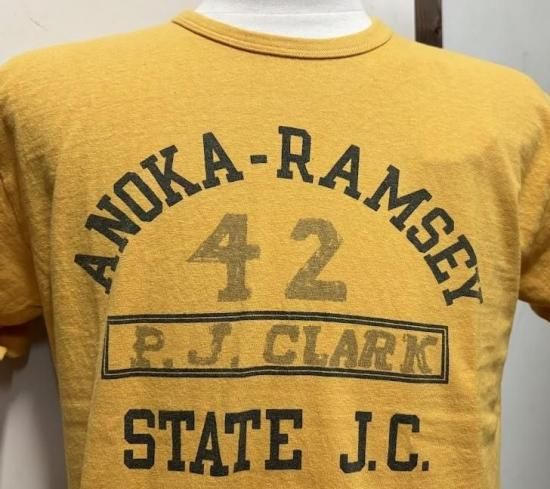 ANOKA-RAMSEY
42
P.J. CLARK
STATE J.C.